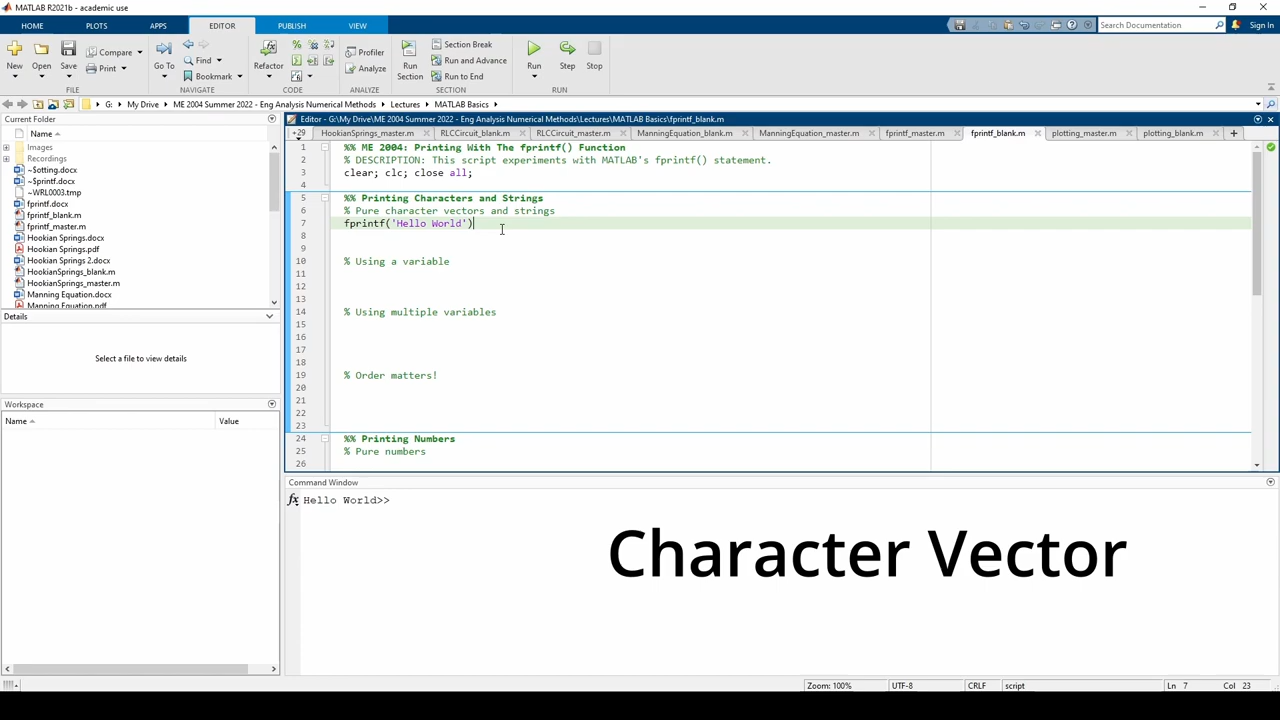 MATLAB R2021b - academic use
HOME PLOTS APPS EDITOR PUBLISH VIEW
Search Documentation
Sign In
New Open Save Compare Print
Go To Find Bookmark
Refactor
Profiler
Analyze
Run Section
Section Break
Run and Advance
Run to End
Run Step Stop
FILE NAVIGATE CODE ANALYZE SECTION RUN
G: My Drive ME 2004 Summer 2022 - Eng Analysis Numerical Methods Lectures MATLAB Basics
Current Folder
Name
Images
Recordings
~$otting.docx
~$printf.docx
~WRL0003.tmp
fprintf.docx
fprintf_blank.m
fprintf_master.m
Hookian Springs.docx
Hookian Springs.pdf
Hookian Springs 2.docx
HookianSprings_blank.m
HookianSprings_master.m
Manning Equation.docx
Manning Equation.pdf
Details
Select a file to view details
Workspace
Name Value
Editor - G:\My Drive\ME 2004 Summer 2022 - Eng Analysis Numerical Methods\Lectures\MATLAB Basics\fprintf_blank.m
+29 HookianSprings_master.m RLCCircuit_blank.m RLCCircuit_master.m ManningEquation_blank.m ManningEquation_master.m fprintf_master.m fprintf_blank.m plotting_master.m plotting_blank.m
1 %% ME 2004: Printing With The fprintf() Function
2 % DESCRIPTION: This script experiments with MATLAB's fprintf() statement.
3 clear; clc; close all;
4
5 %% Printing Characters and Strings
6 % Pure character vectors and strings
7 fprintf('Hello World')
8
9
10 % Using a variable
11
12
13
14 % Using multiple variables
15
16
17
18
19 % Order matters!
20
21
22
23
24 %% Printing Numbers
25 % Pure numbers
26
Command Window
fx Hello World>>
Character Vector
Zoom: 100% UTF-8 CRLF script Ln 7 Col 23